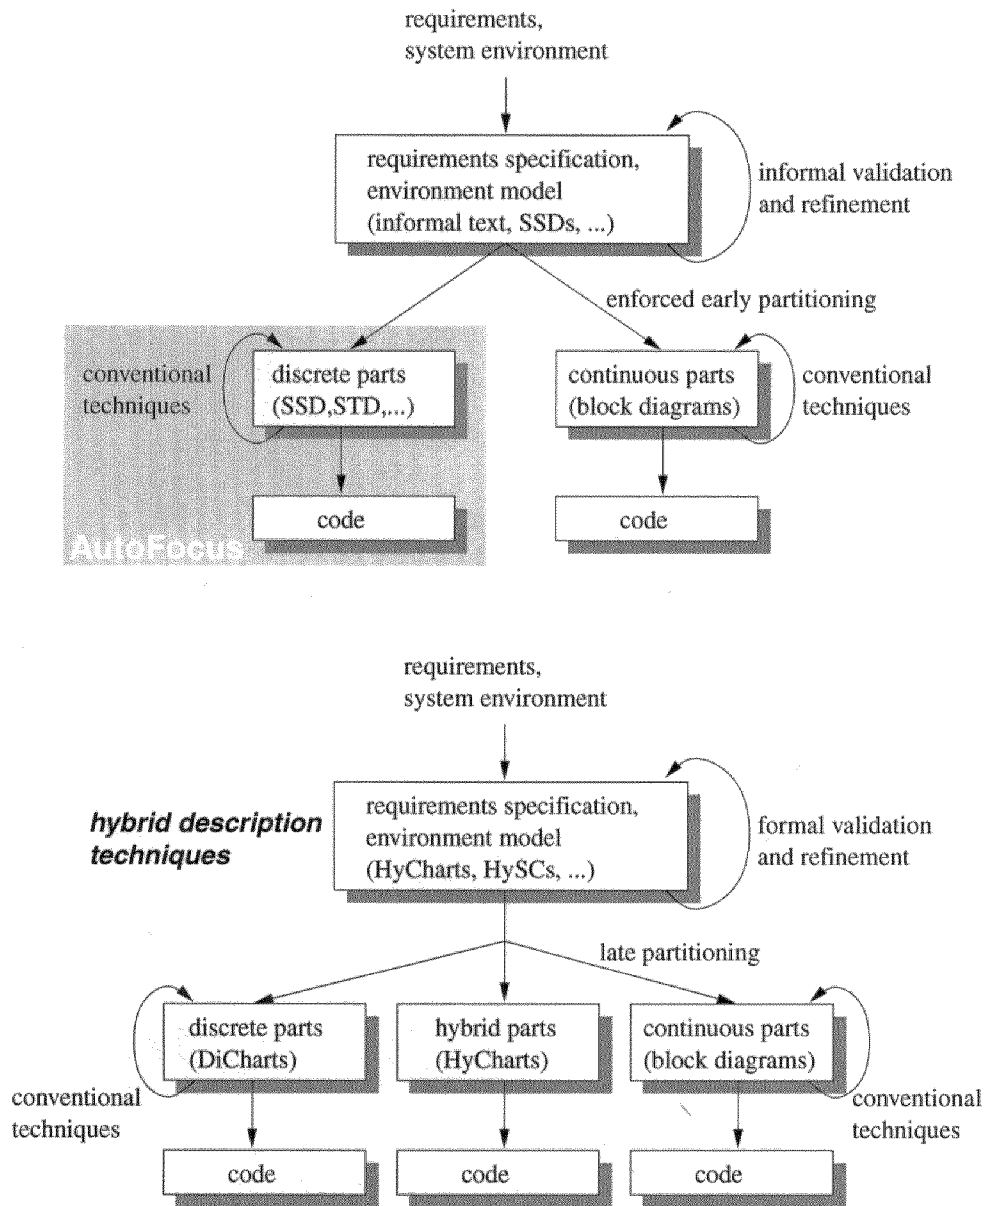 requirements,
system environment
requirements specification,
environment model
(informal text, SSDs, ...)
informal validation
and refinement
enforced early partitioning
conventional
techniques
discrete parts
(SSD,STD,...)
continuous parts
(block diagrams)
conventional
techniques
code
code
AutoFocus
requirements,
system environment
hybrid description
techniques
requirements specification,
environment model
(HyCharts, HySCs, ...)
formal validation
and refinement
late partitioning
discrete parts
(DiCharts)
hybrid parts
(HyCharts)
continuous parts
(block diagrams)
conventional
techniques
conventional
techniques
code
code
code